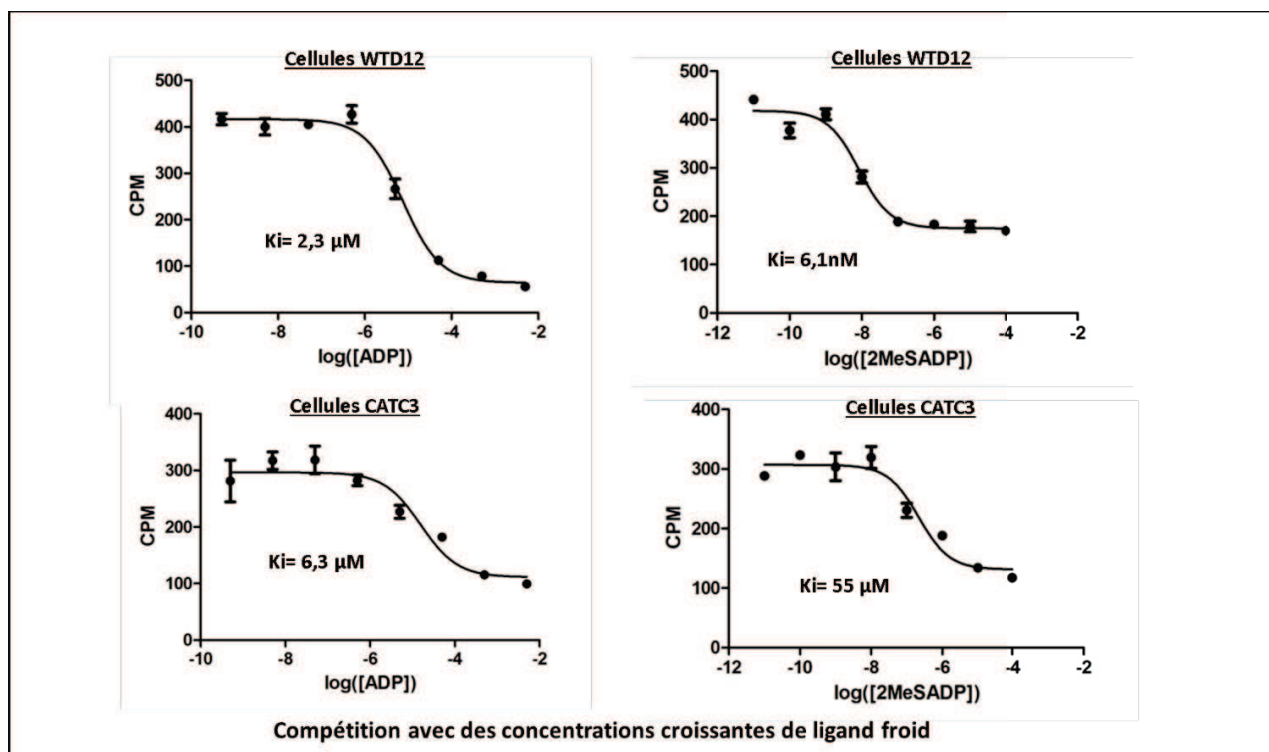 Cellules WTD12
500
400
300
200
100
0
CPM
Ki= 2,3 µM
-10 -8 -6 -4 -2
log([ADP])
Cellules WTD12
500
400
300
200
100
0
CPM
Ki= 6,1nM
-12 -10 -8 -6 -4 -2
log([2MeSADP])
Cellules CATC3
400
300
200
100
0
CPM
Ki= 6,3 µM
-10 -8 -6 -4 -2
log([ADP])
Cellules CATC3
400
300
200
100
0
CPM
Ki= 55 µM
-12 -10 -8 -6 -4 -2
log([2MeSADP])
Compétition avec des concentrations croissantes de ligand froid